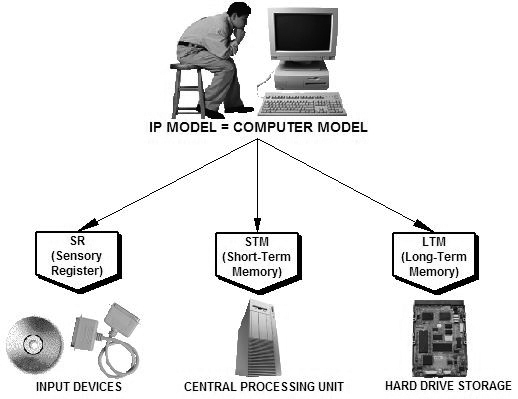 IP MODEL = COMPUTER MODEL
SR
(Sensory
Register)
STM
(Short-Term
Memory)
LTM
(Long-Term
Memory)
INPUT DEVICES
CENTRAL PROCESSING UNIT
HARD DRIVE STORAGE